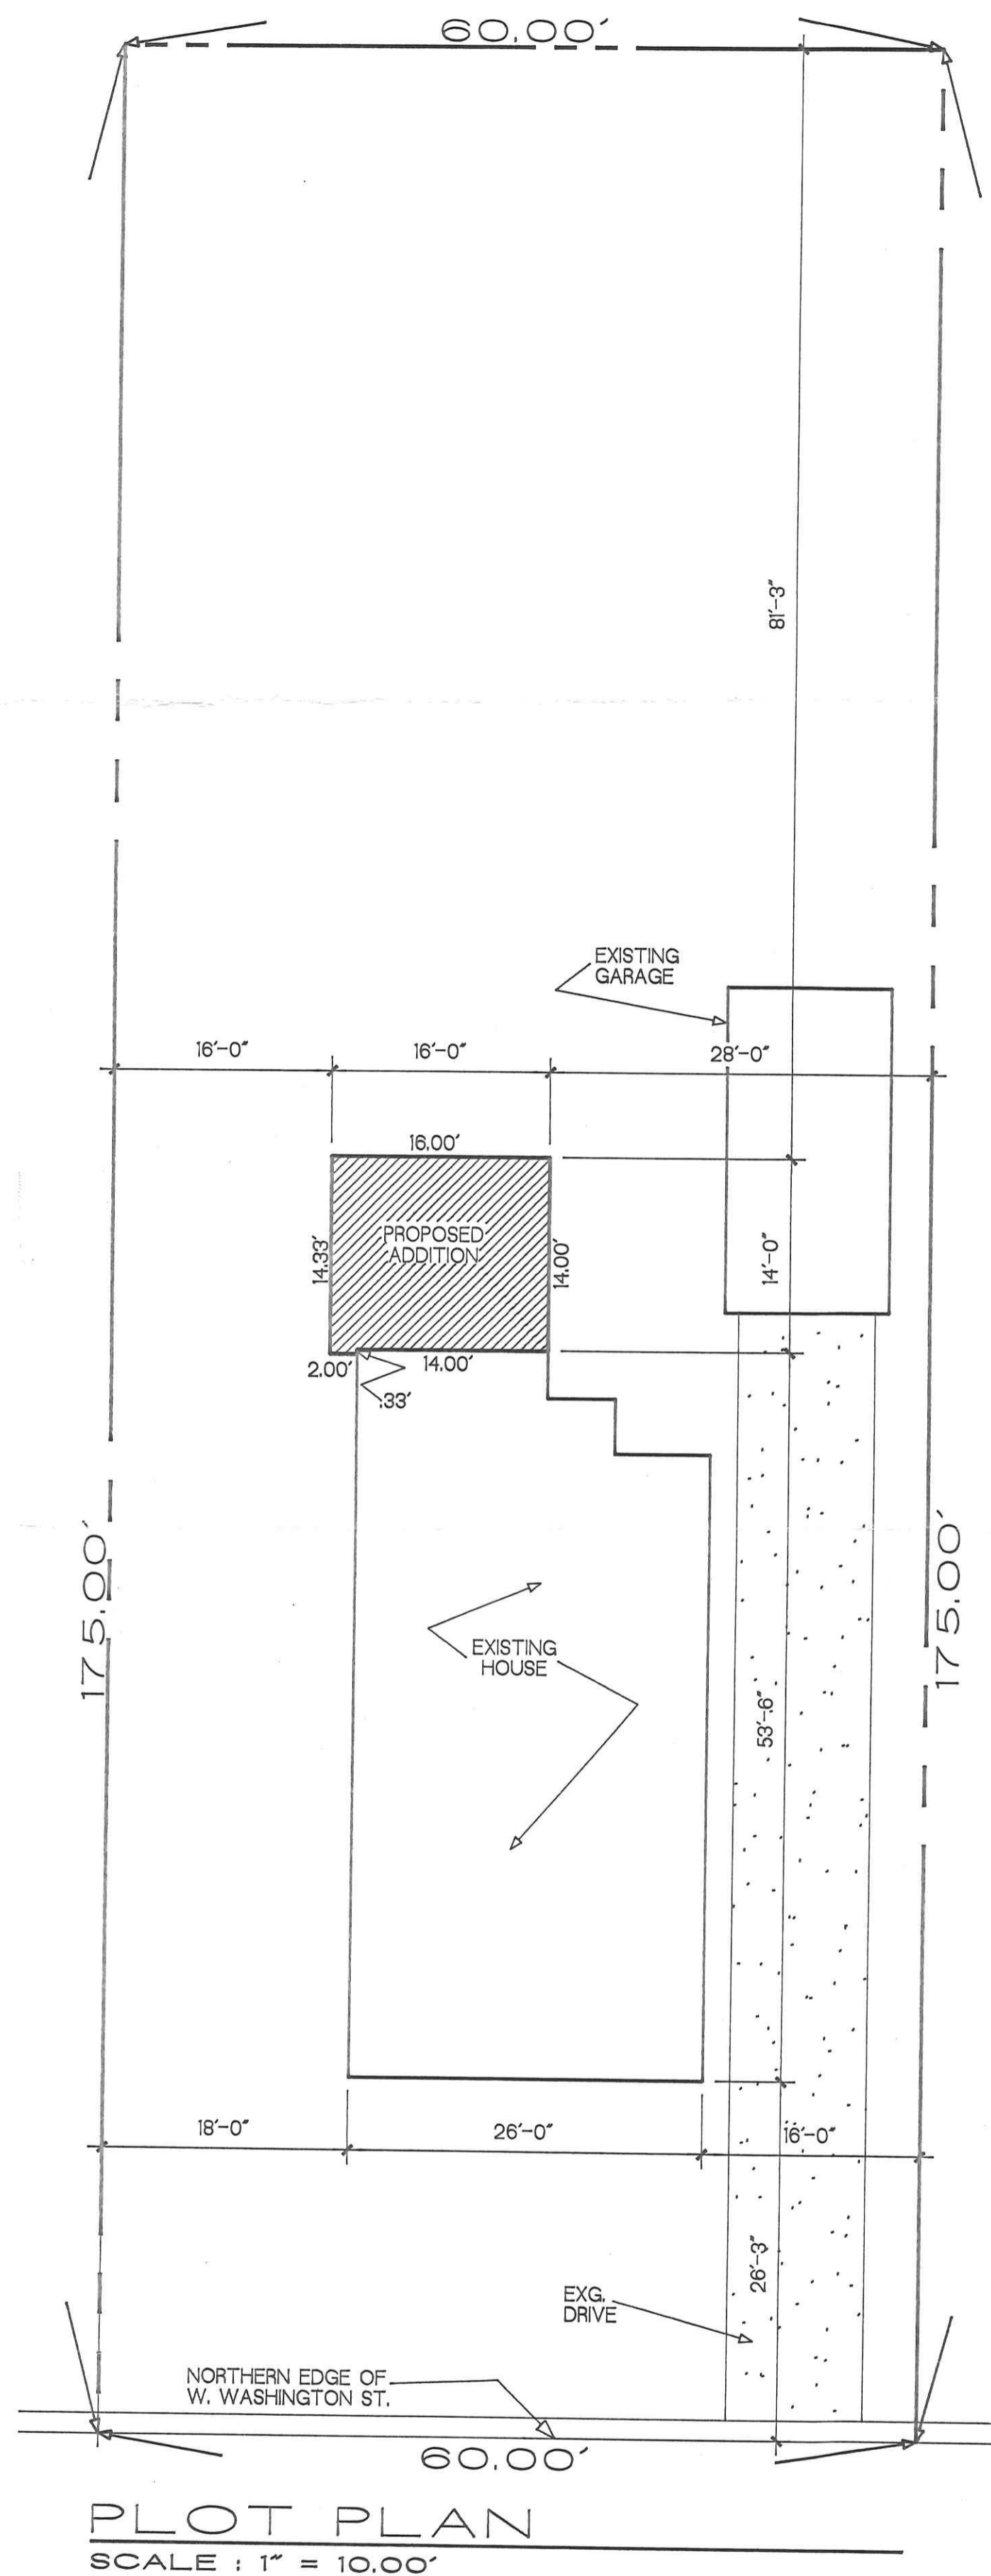 60.00'
81'-3"
EXISTING
GARAGE
16'-0"
16'-0"
28'-0"
16.00'
PROPOSED
ADDITION
14.33'
14.00'
14'-0"
2.00'
14.00'
.33'
175.00'
175.00'
EXISTING
HOUSE
53'-6"
18'-0"
26'-0"
16'-0"
26'-3"
EXG.
DRIVE
NORTHERN EDGE OF
W. WASHINGTON ST.
60.00'
PLOT PLAN
SCALE : 1" = 10.00'